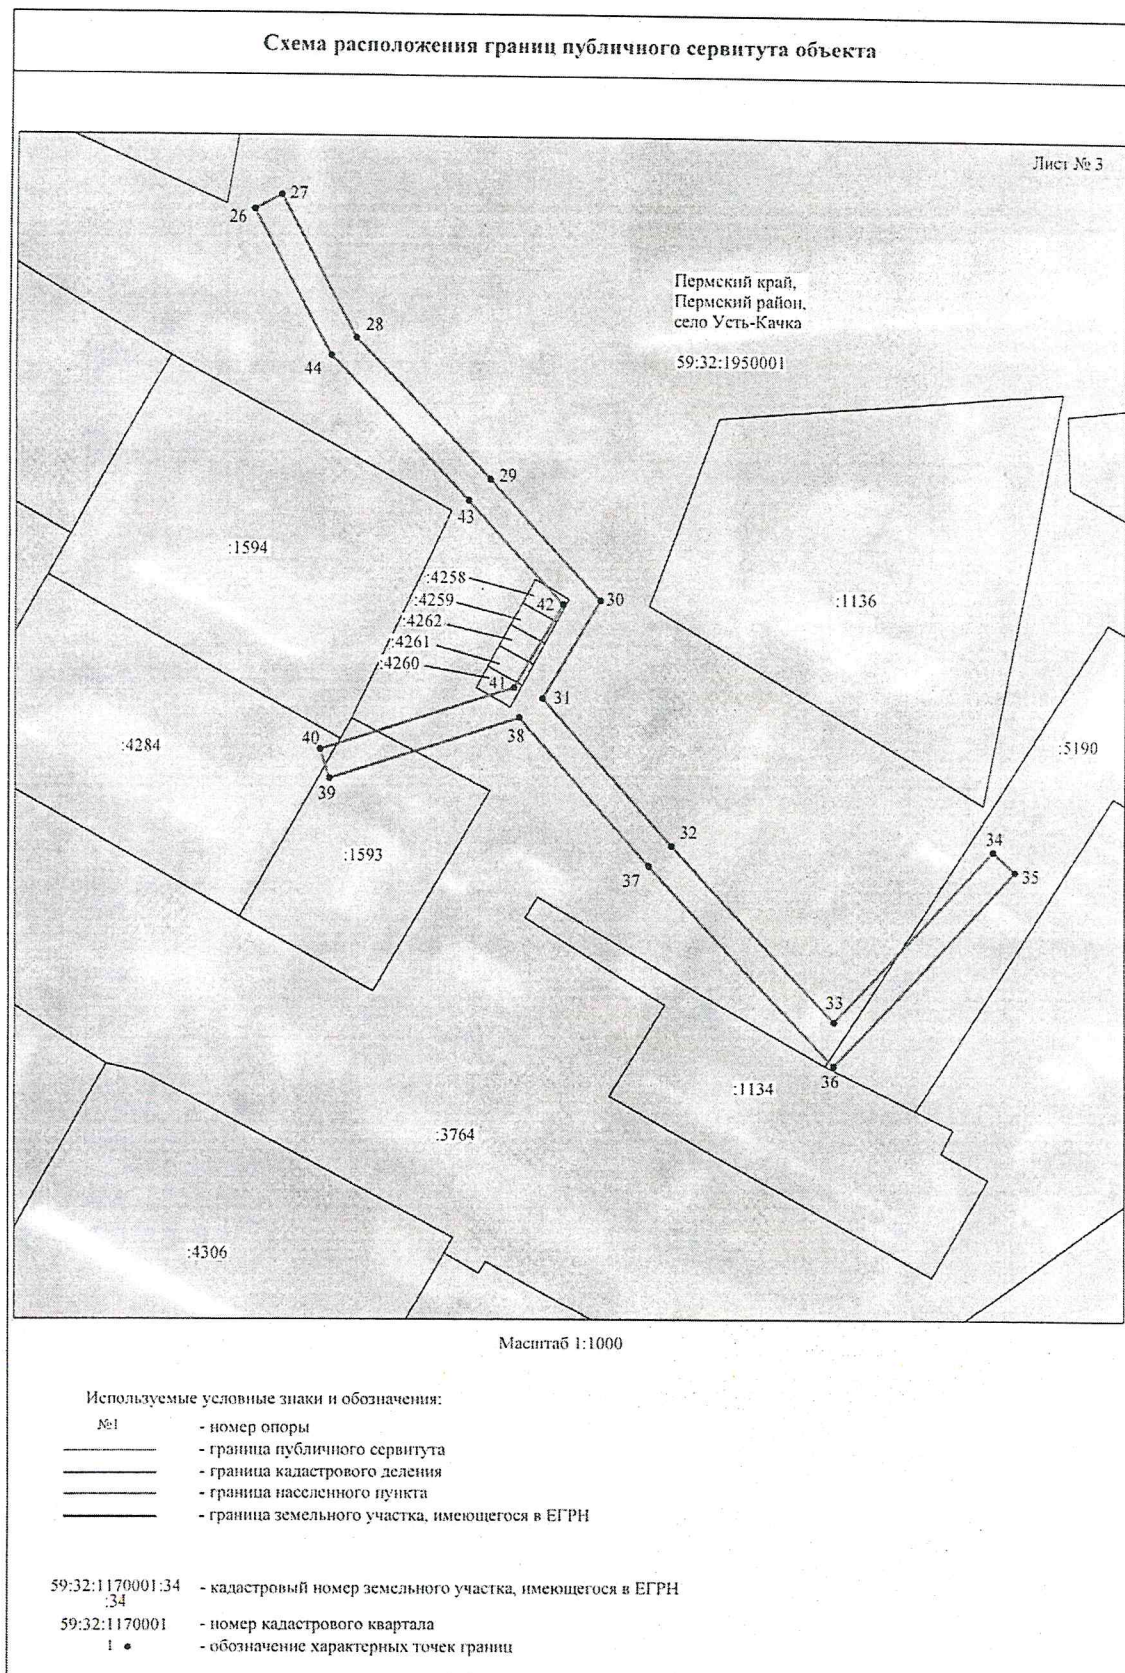 Схема расположения границ публичного сервитута объекта
Лист № 3
27
26
Пермский край,
Пермский район,
село Усть-Качка
59:32:1950001
28
44
29
43
:1594
:4258
:4259
:4262
:4261
:4260
42
30
:1136
41
31
38
40
39
:4284
:5190
:1593
32
37
34
35
33
36
:1134
:3764
:4306
Масштаб 1:1000
Используемые условные знаки и обозначения:
№1 - номер опоры
- граница публичного сервитута
- граница кадастрового деления
- граница населенного пункта
- граница земельного участка, имеющегося в ЕГРН
59:32:1170001:34 - кадастровый номер земельного участка, имеющегося в ЕГРН
:34
59:32:1170001 - номер кадастрового квартала
1 ● - обозначение характерных точек границ